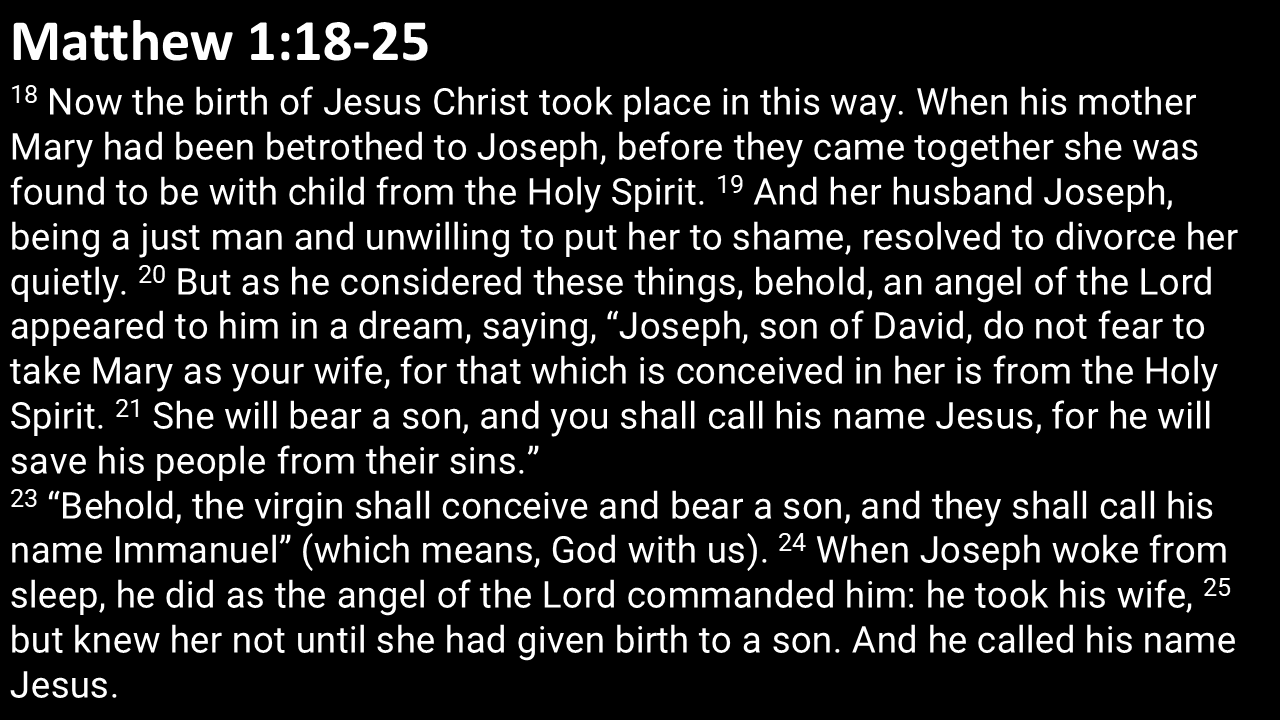 Matthew 1:18-25
18 Now the birth of Jesus Christ took place in this way. When his mother
Mary had been betrothed to Joseph, before they came together she was
found to be with child from the Holy Spirit. 19 And her husband Joseph,
being a just man and unwilling to put her to shame, resolved to divorce her
quietly. 20 But as he considered these things, behold, an angel of the Lord
appeared to him in a dream, saying, “Joseph, son of David, do not fear to
take Mary as your wife, for that which is conceived in her is from the Holy
Spirit. 21 She will bear a son, and you shall call his name Jesus, for he will
save his people from their sins.”
23 “Behold, the virgin shall conceive and bear a son, and they shall call his
name Immanuel” (which means, God with us). 24 When Joseph woke from
sleep, he did as the angel of the Lord commanded him: he took his wife, 25
but knew her not until she had given birth to a son. And he called his name
Jesus.